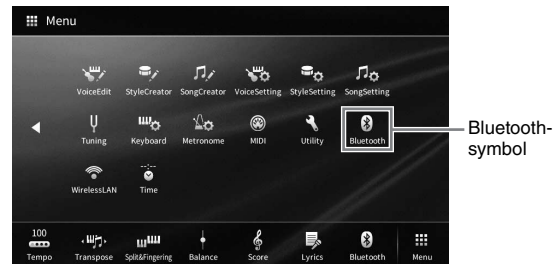 Menu
VoiceEdit StyleCreator SongCreator VoiceSetting StyleSetting SongSetting
Tuning Keyboard Metronome MIDI Utility Bluetooth
Bluetooth-
symbol
WirelessLAN Time
--:--
100
Tempo Transpose Split&Fingering Balance Score Lyrics Bluetooth Menu